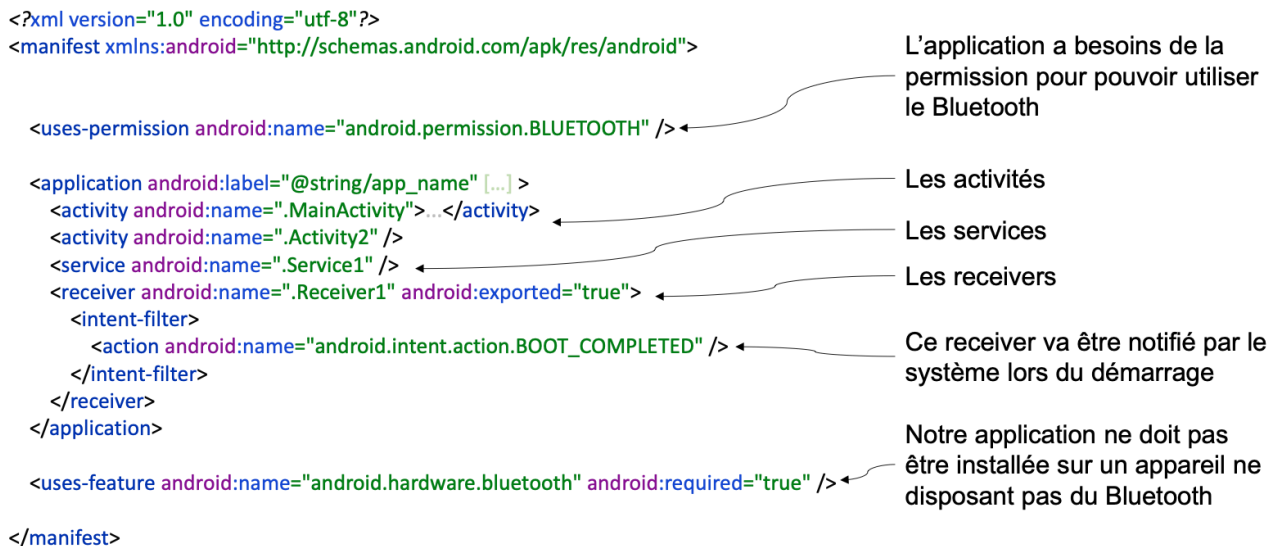 <?xml version="1.0" encoding="utf-8"?>
<manifest xmlns:android="http://schemas.android.com/apk/res/android">
L'application a besoins de la
permission pour pouvoir utiliser
le Bluetooth
<uses-permission android:name="android.permission.BLUETOOTH" />
<application android:label="@string/app_name" [...] >
Les activités
<activity android:name=".MainActivity">...</activity>
<activity android:name=".Activity2" />
Les services
<service android:name=".Service1" />
Les receivers
<receiver android:name=".Receiver1" android:exported="true">
<intent-filter>
<action android:name="android.intent.action.BOOT_COMPLETED" />
Ce receiver va être notifié par le
système lors du démarrage
</intent-filter>
</receiver>
</application>
Notre application ne doit pas
être installée sur un appareil ne
disposant pas du Bluetooth
<uses-feature android:name="android.hardware.bluetooth" android:required="true" />
</manifest>